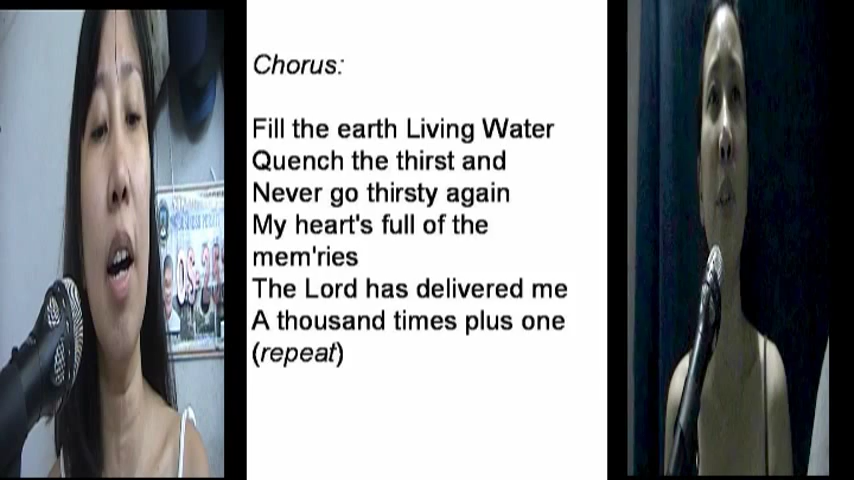 Chorus:
Fill the earth Living Water
Quench the thirst and
Never go thirsty again
My heart's full of the
mem'ries
The Lord has delivered me
A thousand times plus one
(repeat)